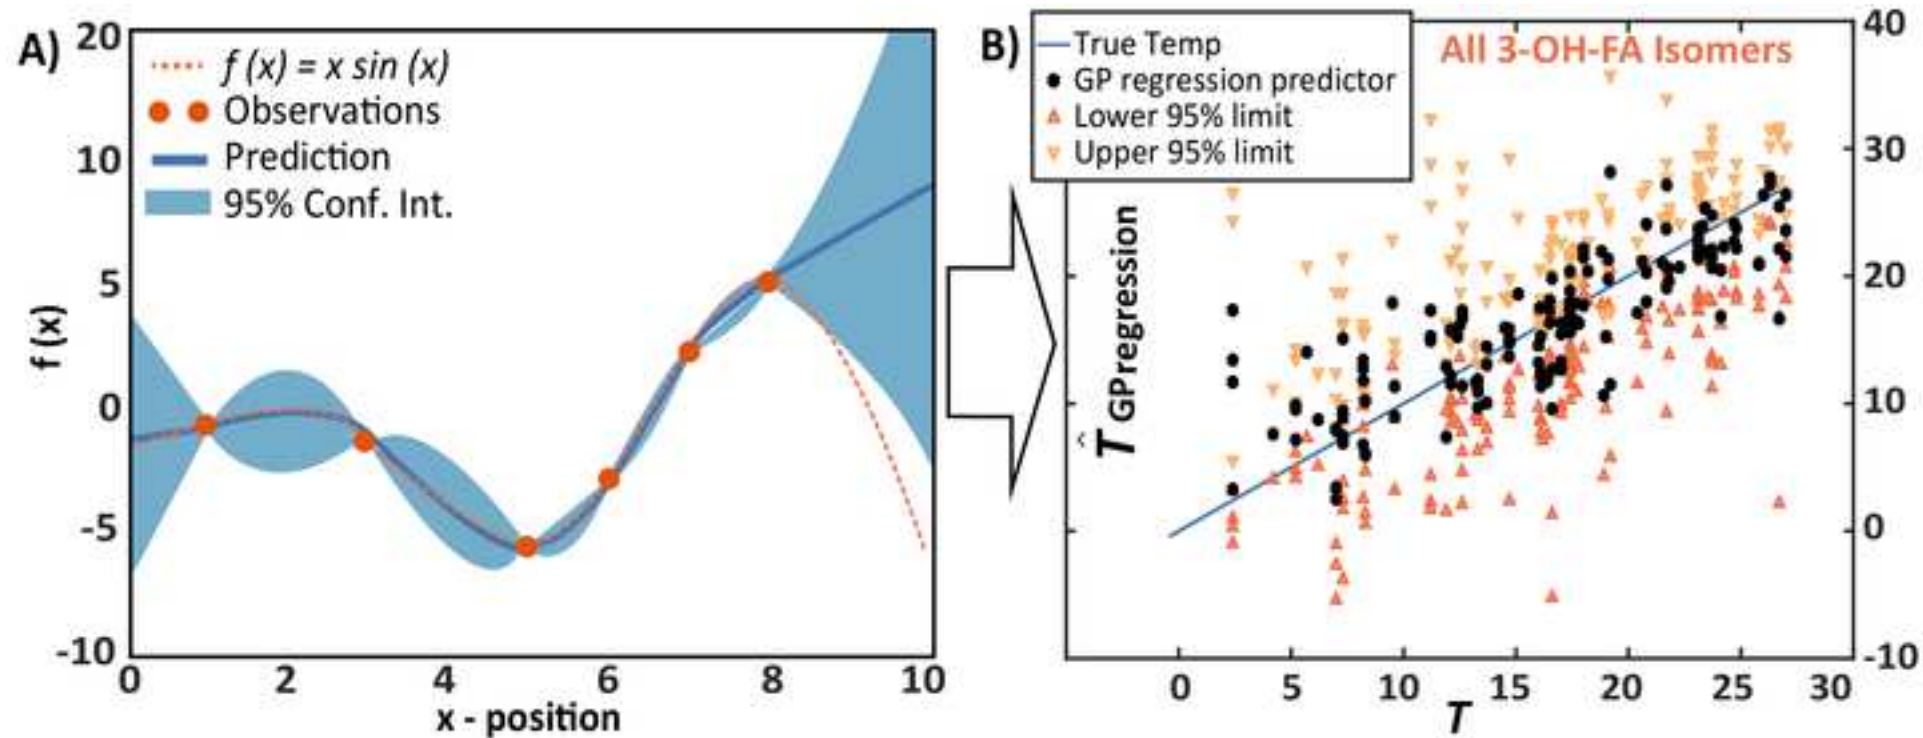 A)
20
10
5
0
-5
-10
f (x)
f (x) = x sin (x)
Observations
Prediction
95% Conf. Int.
0 2 4 6 8 10
x - position
B)
True Temp
GP regression predictor
Lower 95% limit
Upper 95% limit
All 3-OH-FA Isomers
T̂ GPregression
40
30
20
10
0
-10
0 5 10 15 20 25 30
T